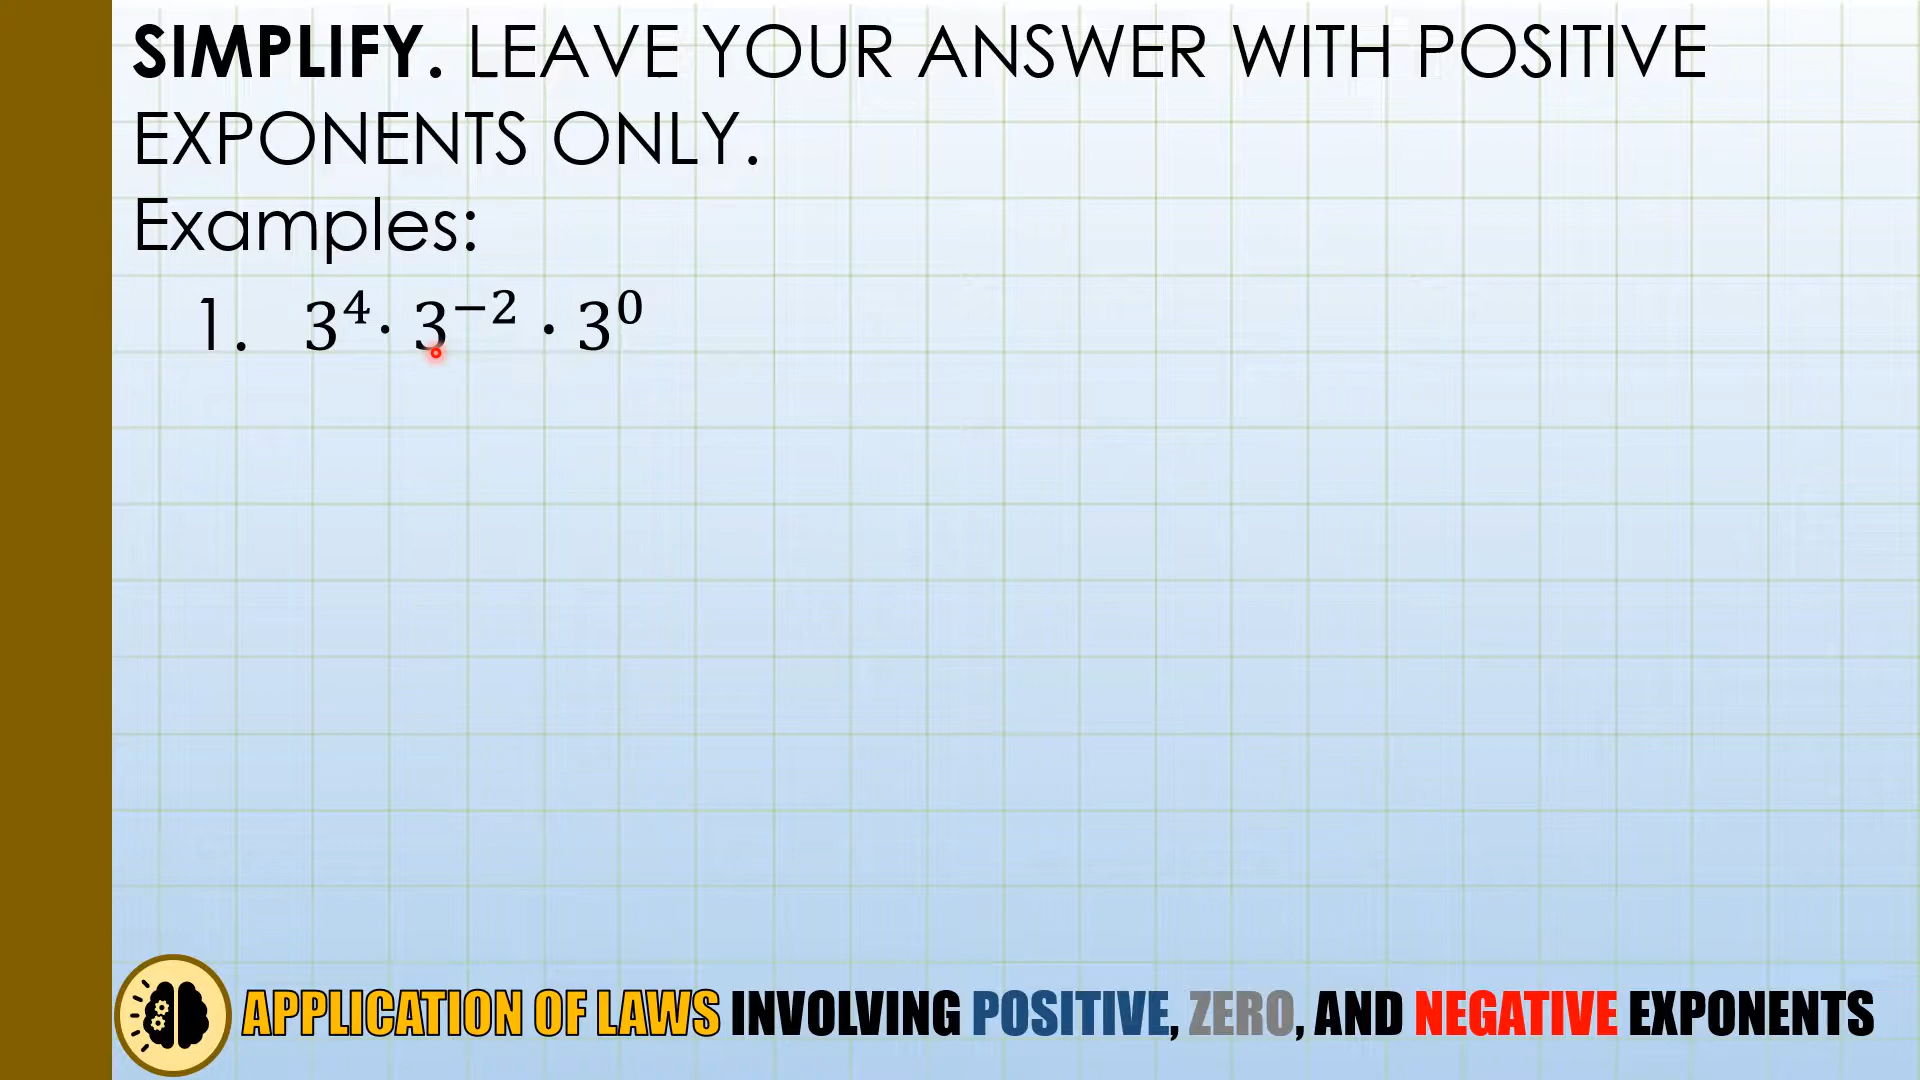 SIMPLIFY. LEAVE YOUR ANSWER WITH POSITIVE
EXPONENTS ONLY.
Examples:
1. 3⁴· 3⁻² · 3⁰
APPLICATION OF LAWS INVOLVING POSITIVE, ZERO, AND NEGATIVE EXPONENTS